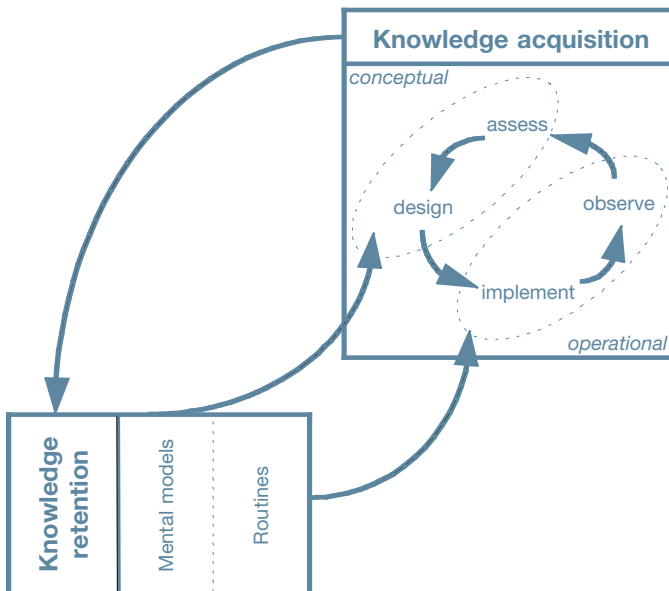 Knowledge acquisition
conceptual
assess
design
observe
implement
operational
Knowledge
retention
Mental models
Routines